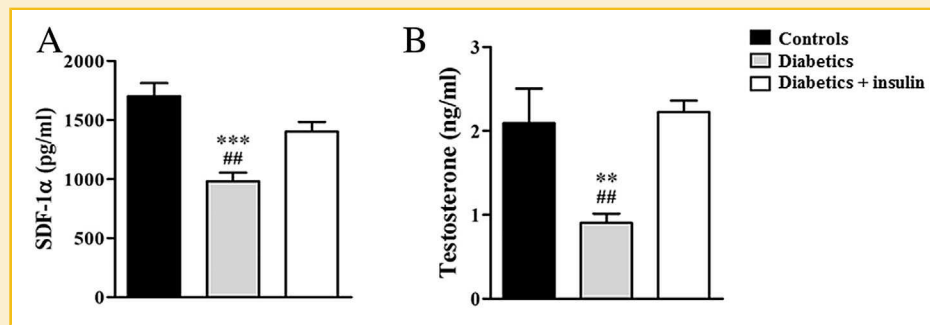 A
SDF-1α (pg/ml)
2000
1500
1000
500
0
***
##
B
Testosterone (ng/ml)
3
2
1
0
**
##
Controls
Diabetics
Diabetics + insulin